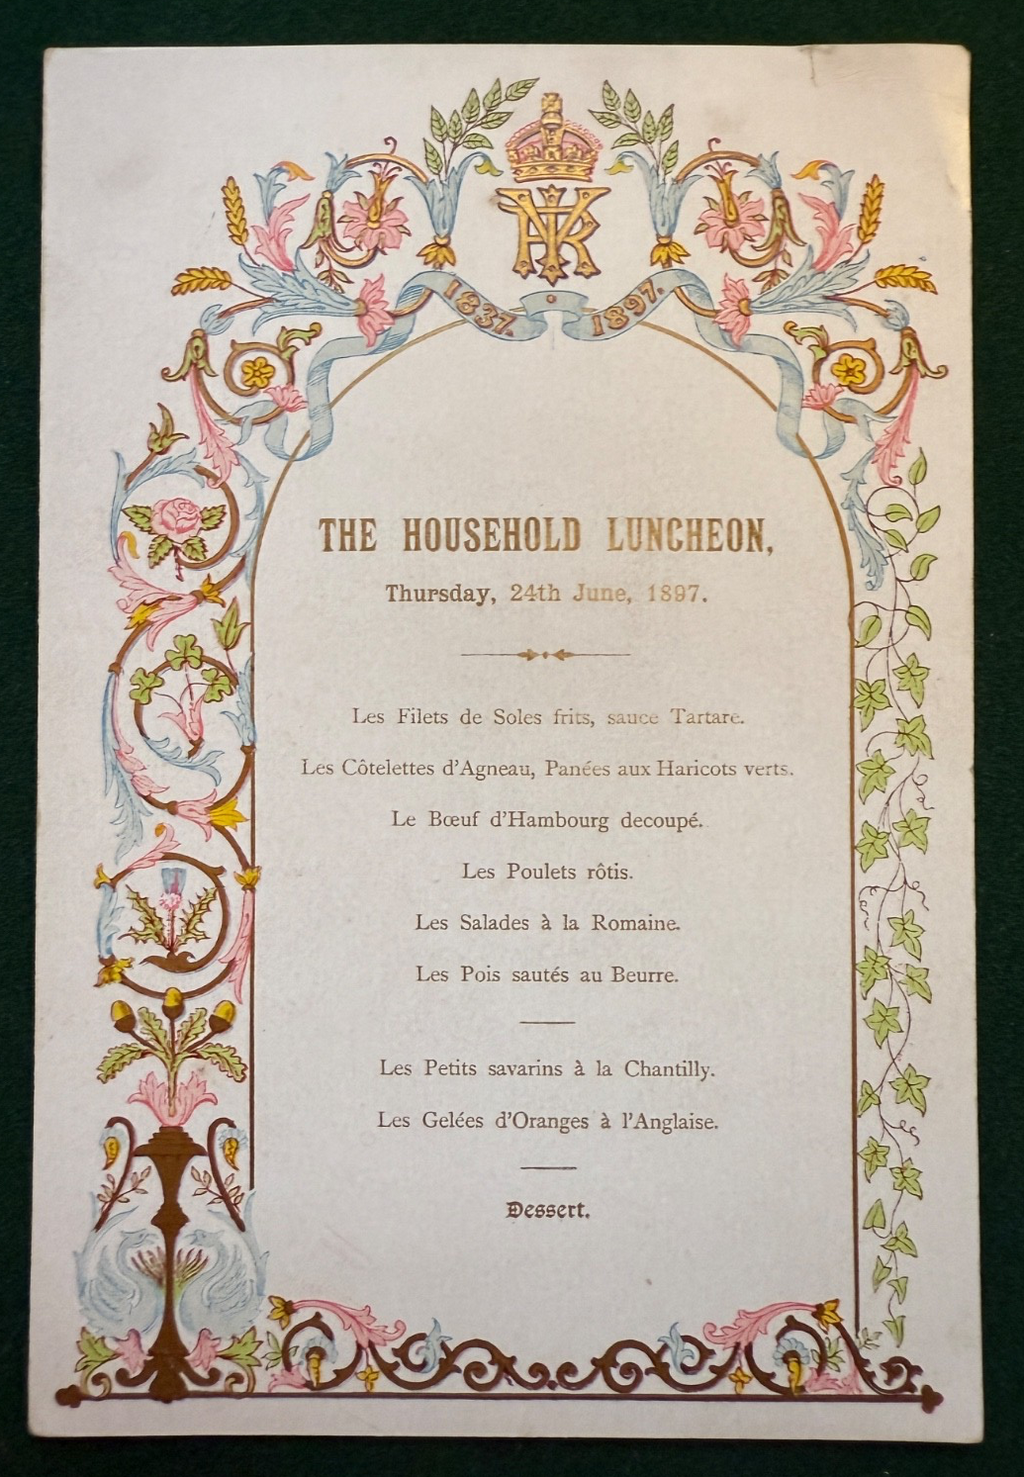 VRI
1837. 1897.
THE HOUSEHOLD LUNCHEON,
Thursday, 24th June, 1897.
Les Filets de Soles frits, sauce Tartare.
Les Côtelettes d'Agneau, Panées aux Haricots verts.
Le Bœuf d'Hambourg decoupé.
Les Poulets rôtis.
Les Salades à la Romaine.
Les Pois sautés au Beurre.
Les Petits savarins à la Chantilly.
Les Gelées d'Oranges à l'Anglaise.
Dessert.